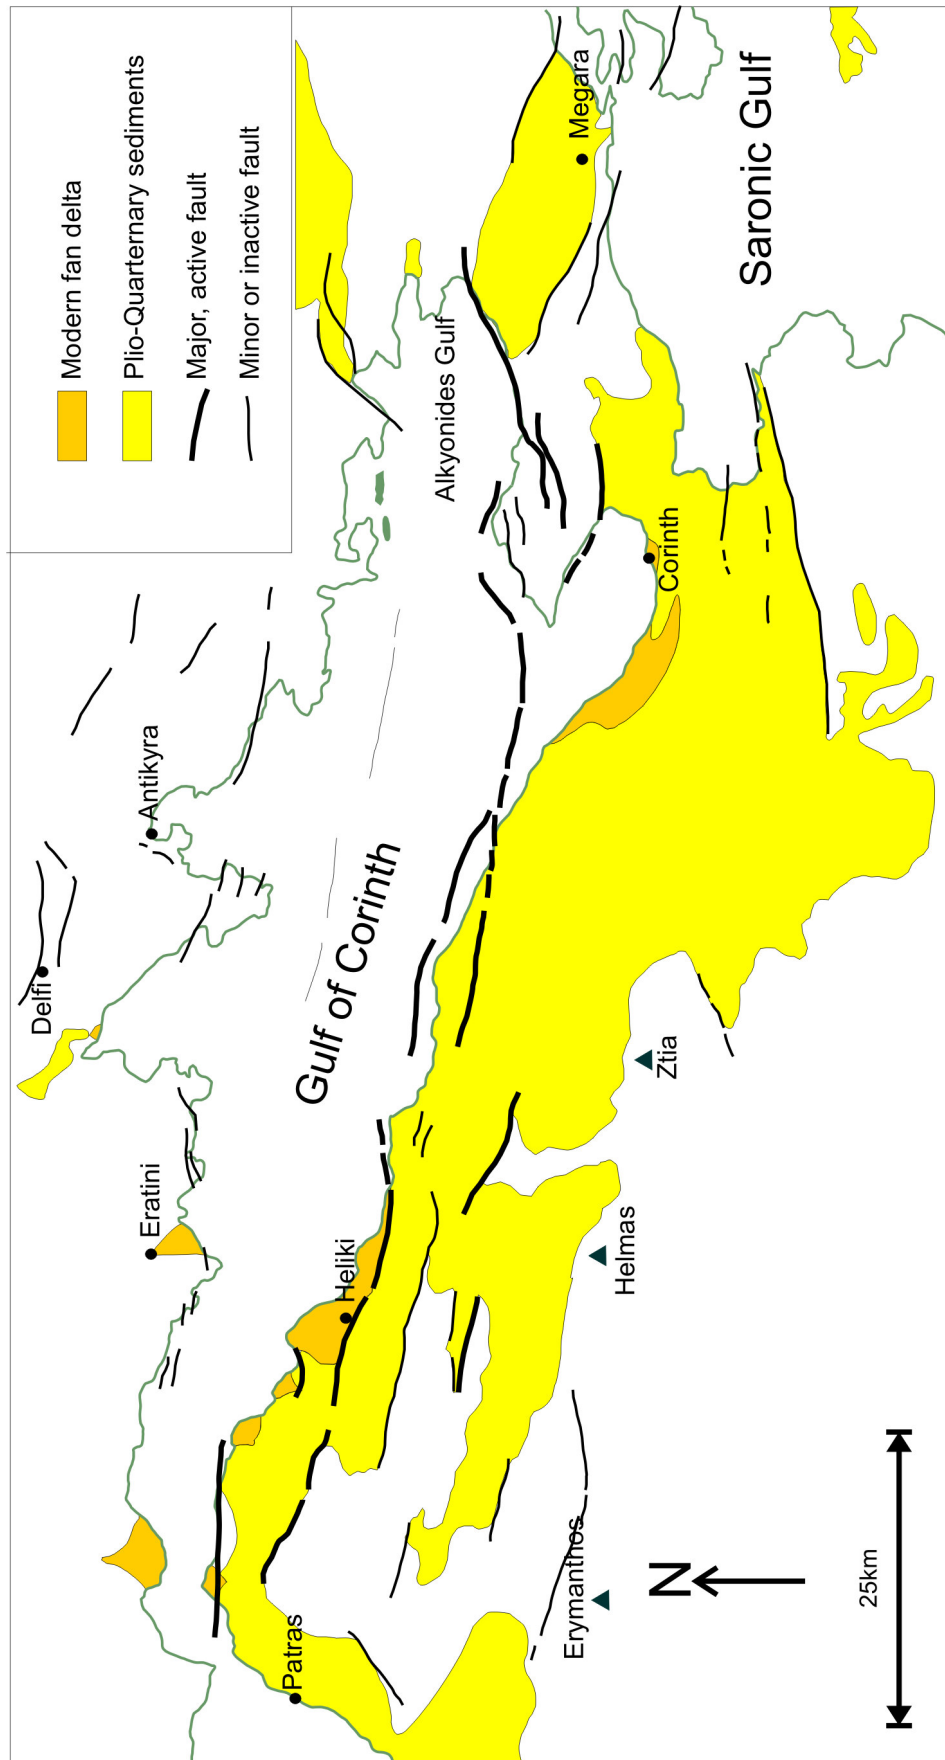 Modern fan delta
Plio-Quarternary sediments
Major, active fault
Minor or inactive fault
Delfi
Antikyra
Eratini
Gulf of Corinth
Alkyonides Gulf
Megara
Saronic Gulf
Corinth
Heliki
Patras
Ztia
Helmas
Erymanthos
N
25km